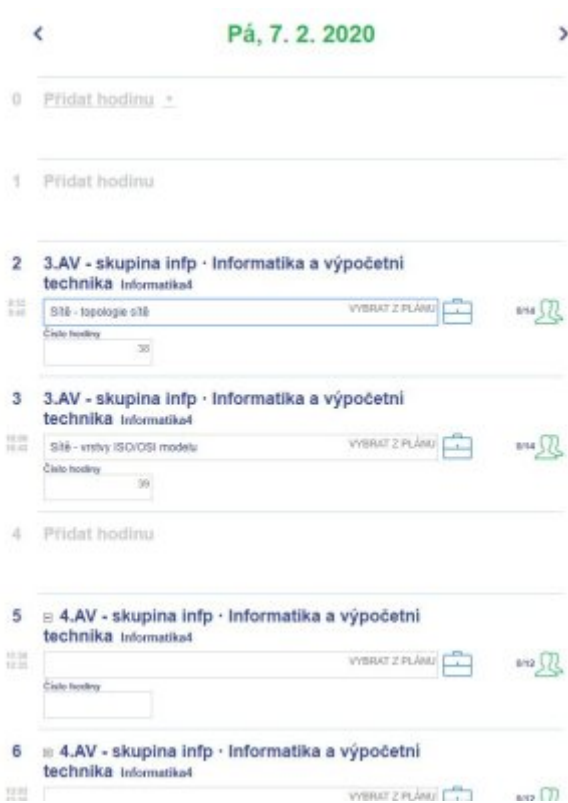 Pá, 7. 2. 2020
0 Přidat hodinu
1 Přidat hodinu
2 3.AV - skupina infp · Informatika a výpočetní
technika Informatika4
Sítě - topologie sítě VYBRAT Z PLÁNU
Číslo hodiny
38
3 3.AV - skupina infp · Informatika a výpočetní
technika Informatika4
Sítě - vrstvy ISO/OSI modelu VYBRAT Z PLÁNU
Číslo hodiny
39
4 Přidat hodinu
5 4.AV - skupina infp · Informatika a výpočetní
technika Informatika4
VYBRAT Z PLÁNU
Číslo hodiny
6 4.AV - skupina infp · Informatika a výpočetní
technika Informatika4
VYBRAT Z PLÁNU